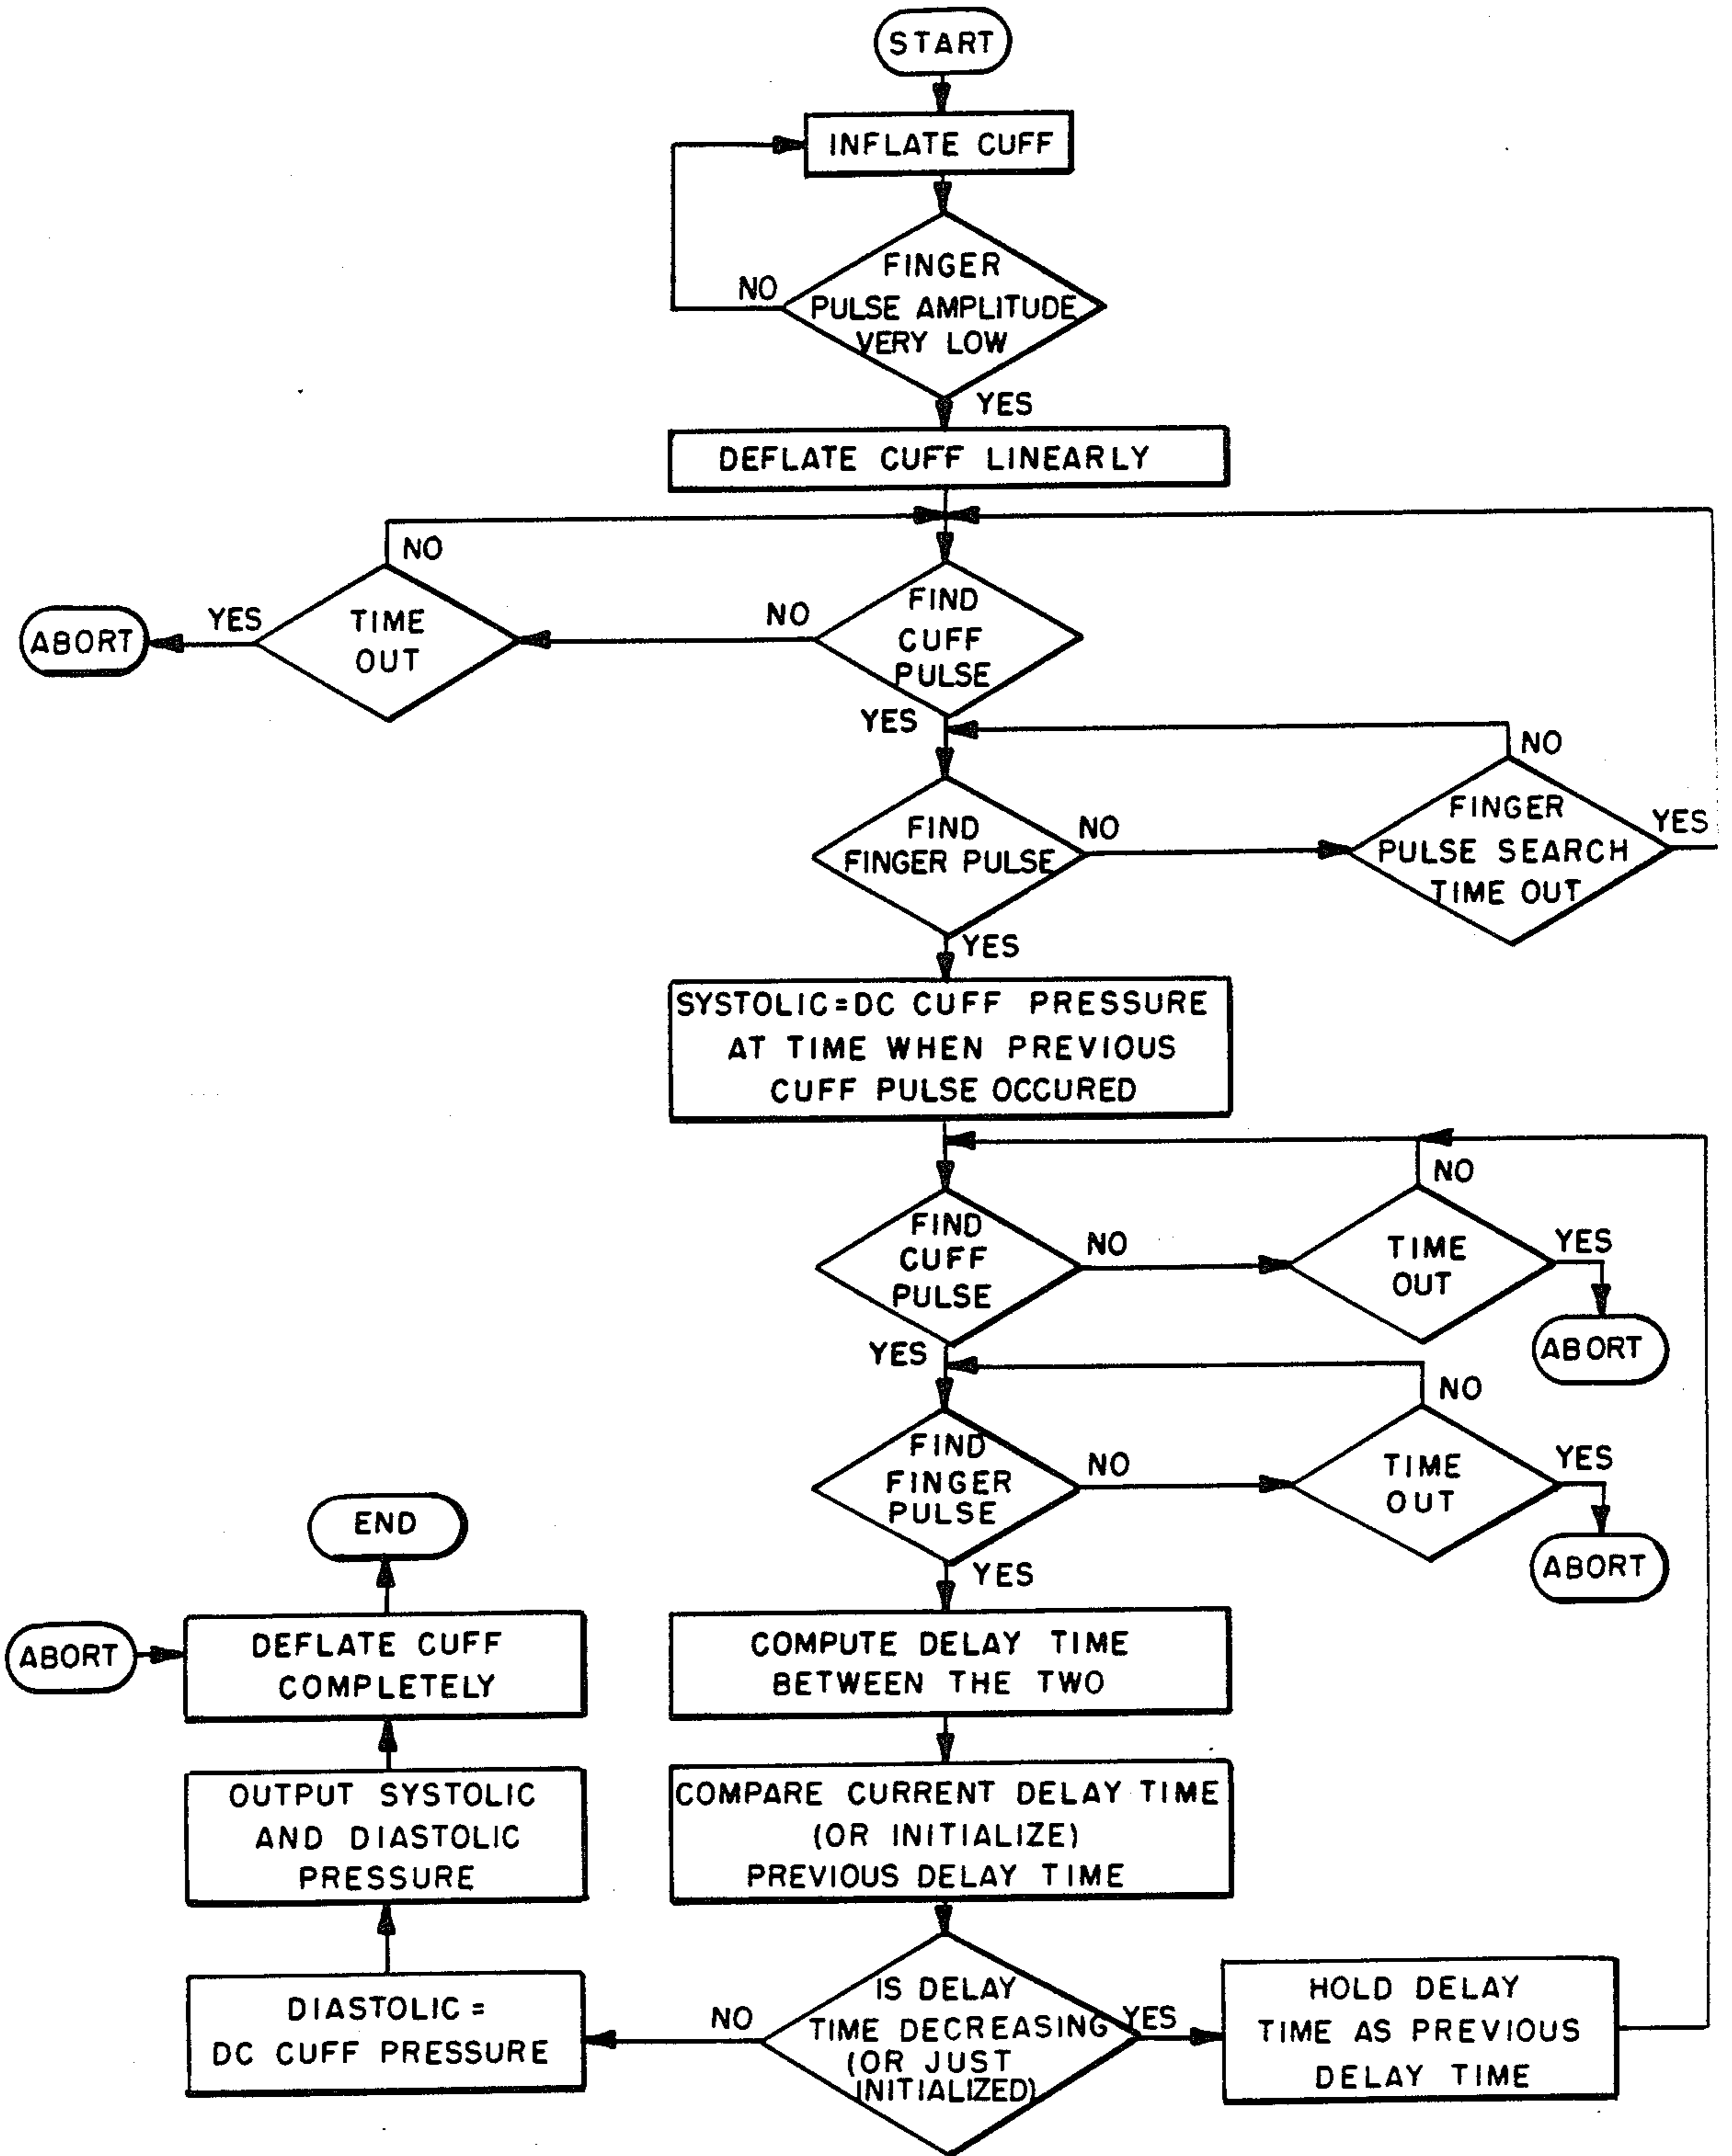 START
INFLATE CUFF
FINGER
PULSE AMPLITUDE
VERY LOW
NO
YES
DEFLATE CUFF LINEARLY
NO
TIME
OUT
YES
ABORT
NO
FIND
CUFF
PULSE
YES
FIND
FINGER PULSE
NO
NO
FINGER
PULSE SEARCH
TIME OUT
YES
YES
SYSTOLIC=DC CUFF PRESSURE
AT TIME WHEN PREVIOUS
CUFF PULSE OCCURED
FIND
CUFF
PULSE
NO
NO
TIME
OUT
YES
ABORT
YES
FIND
FINGER
PULSE
NO
NO
TIME
OUT
YES
ABORT
YES
END
ABORT
DEFLATE CUFF
COMPLETELY
COMPUTE DELAY TIME
BETWEEN THE TWO
OUTPUT SYSTOLIC
AND DIASTOLIC
PRESSURE
COMPARE CURRENT DELAY TIME
(OR INITIALIZE)
PREVIOUS DELAY TIME
DIASTOLIC =
DC CUFF PRESSURE
NO
IS DELAY
TIME DECREASING
(OR JUST
INITIALIZED)
YES
HOLD DELAY
TIME AS PREVIOUS
DELAY TIME